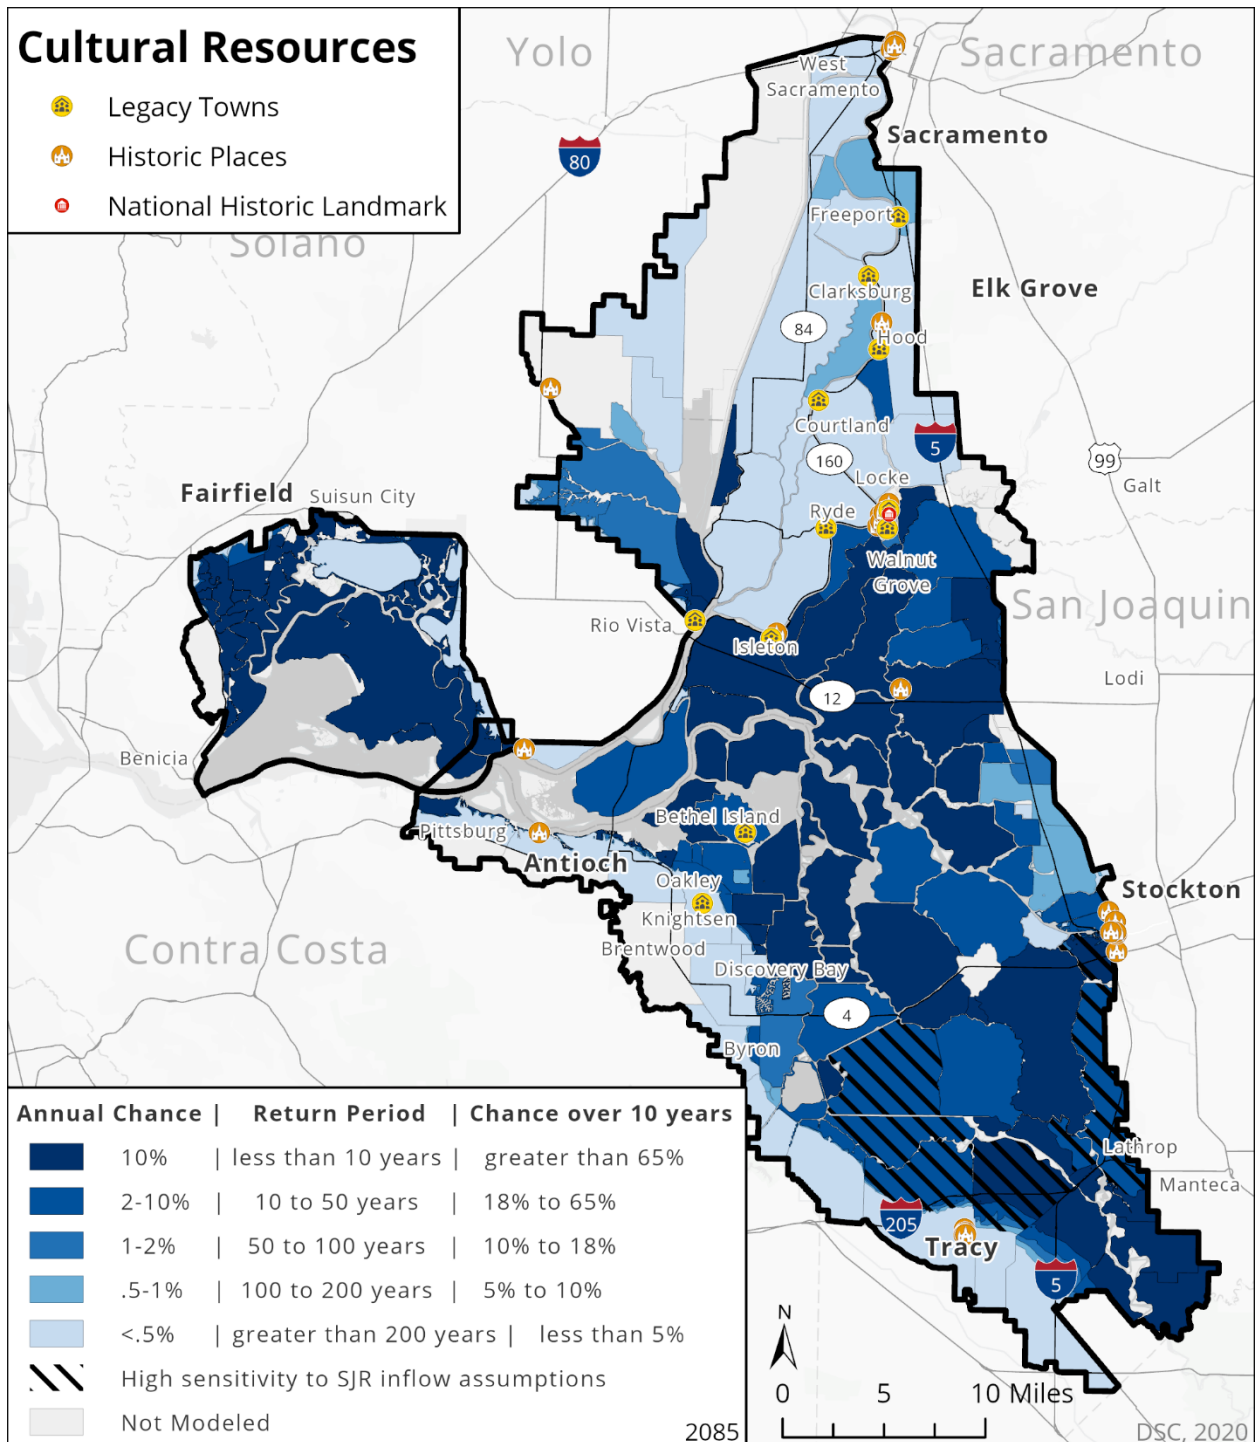 Cultural Resources
Legacy Towns
Historic Places
National Historic Landmark
Yolo
Sacramento
West
Sacramento
Sacramento
80
Solano
Freeport
Elk Grove
Clarksburg
84
Hood
Courtland
5
160
99
Galt
Locke
Fairfield
Suisun City
Ryde
Walnut
Grove
San Joaquin
Rio Vista
Isleton
Lodi
12
Benicia
Bethel Island
Pittsburg
Antioch
Oakley
Stockton
Knightsen
Brentwood
Contra Costa
Discovery Bay
4
Byron
Lathrop
Manteca
205
Tracy
5
Annual Chance | Return Period | Chance over 10 years
10% | less than 10 years | greater than 65%
2-10% | 10 to 50 years | 18% to 65%
1-2% | 50 to 100 years | 10% to 18%
.5-1% | 100 to 200 years | 5% to 10%
<.5% | greater than 200 years | less than 5%
High sensitivity to SJR inflow assumptions
Not Modeled
N
0 5 10 Miles
2085
DSC, 2020